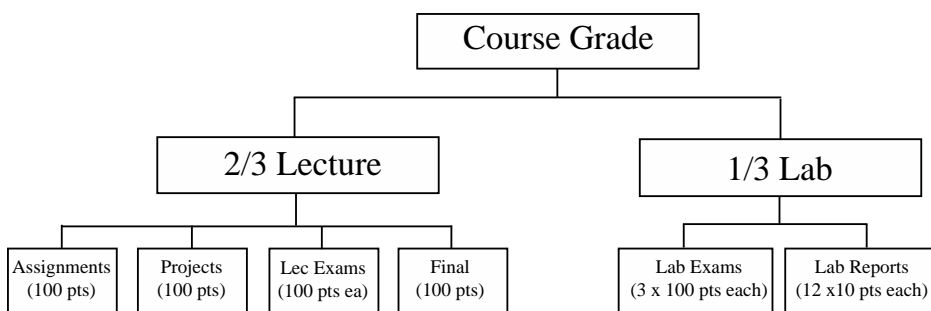 Course Grade
2/3 Lecture
1/3 Lab
Assignments
(100 pts)
Projects
(100 pts)
Lec Exams
(100 pts ea)
Final
(100 pts)
Lab Exams
(3 x 100 pts each)
Lab Reports
(12 x10 pts each)